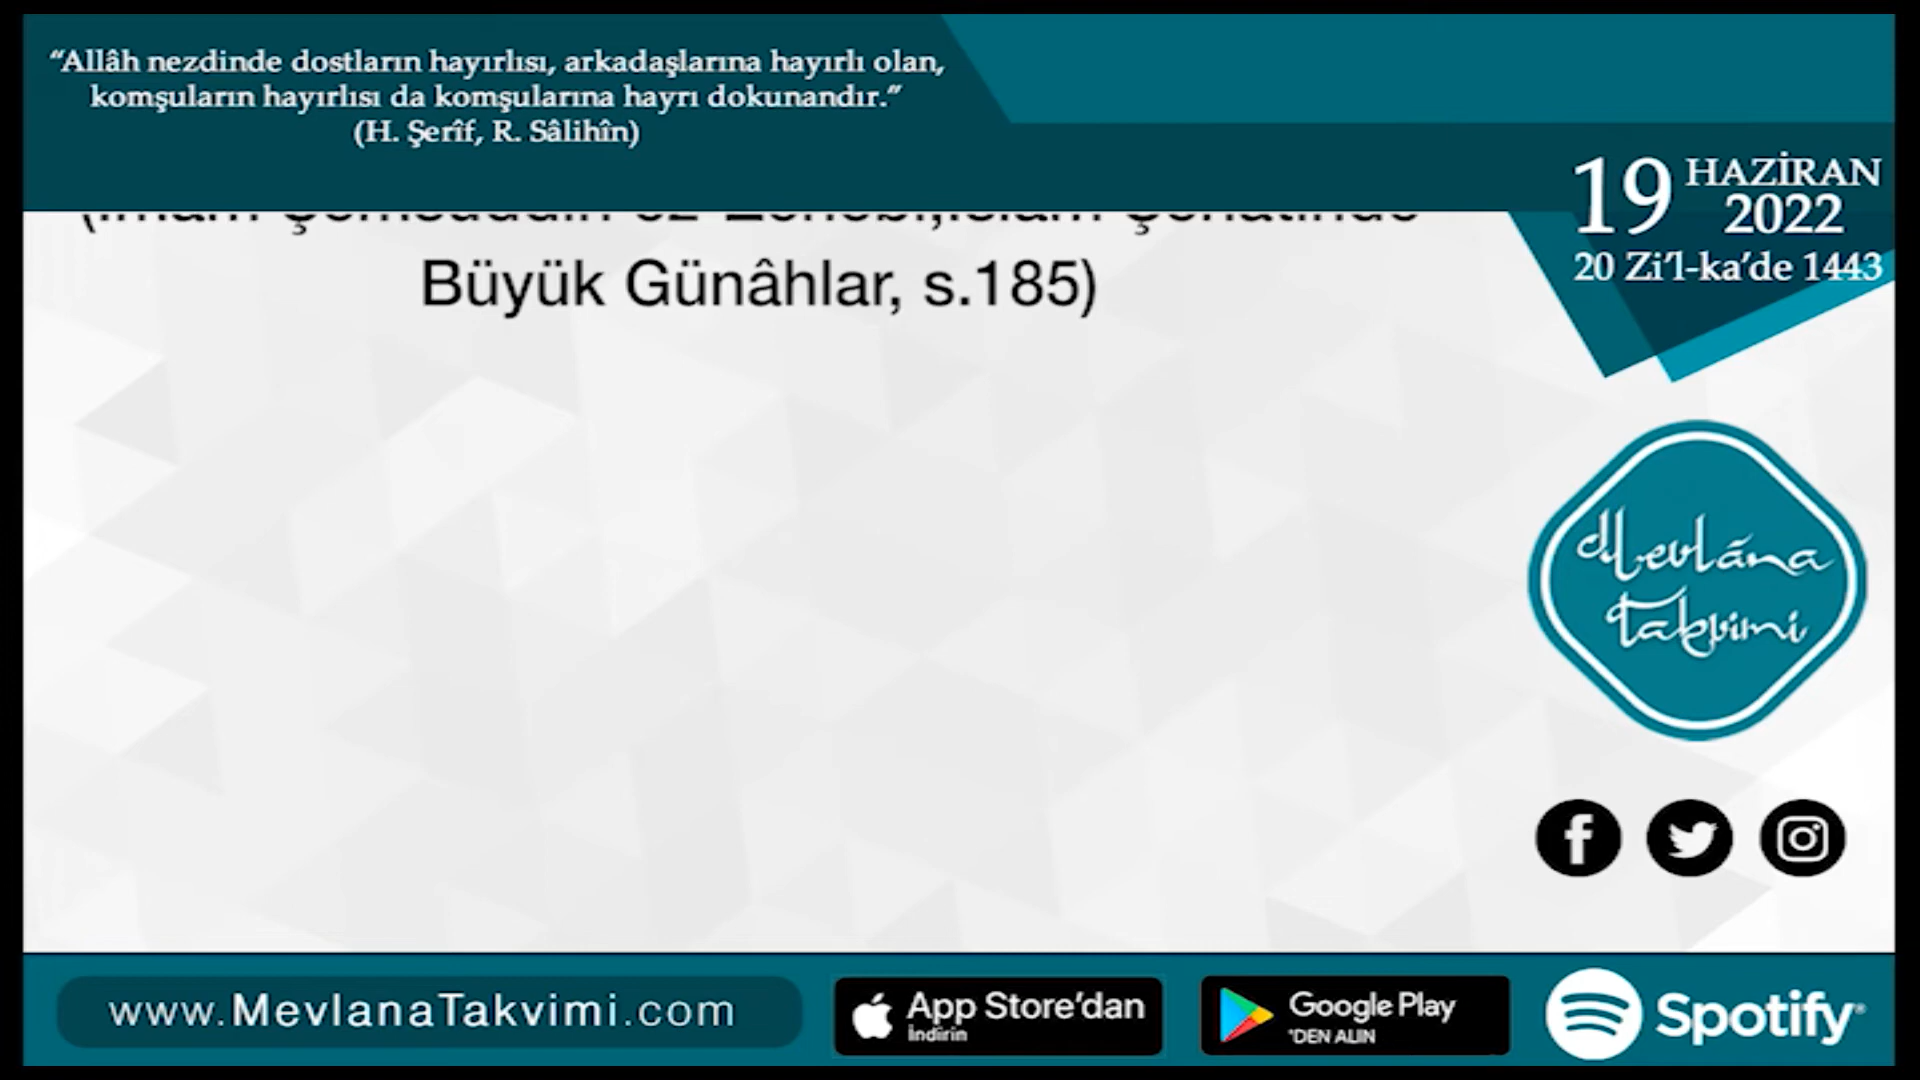 “Allâh nezdinde dostların hayırlısı, arkadaşlarına hayırlı olan,
komşuların hayırlısı da komşularına hayrı dokunandır.”
(H. Şerîf, R. Sâlihîn)
19 HAZİRAN
2022
20 Zi’l-ka’de 1443
Büyük Günâhlar, s.185)
Mevlâna
Takvimi
www.MevlanaTakvimi.com
App Store’dan
İndirin
Google Play
'DEN ALIN
Spotify